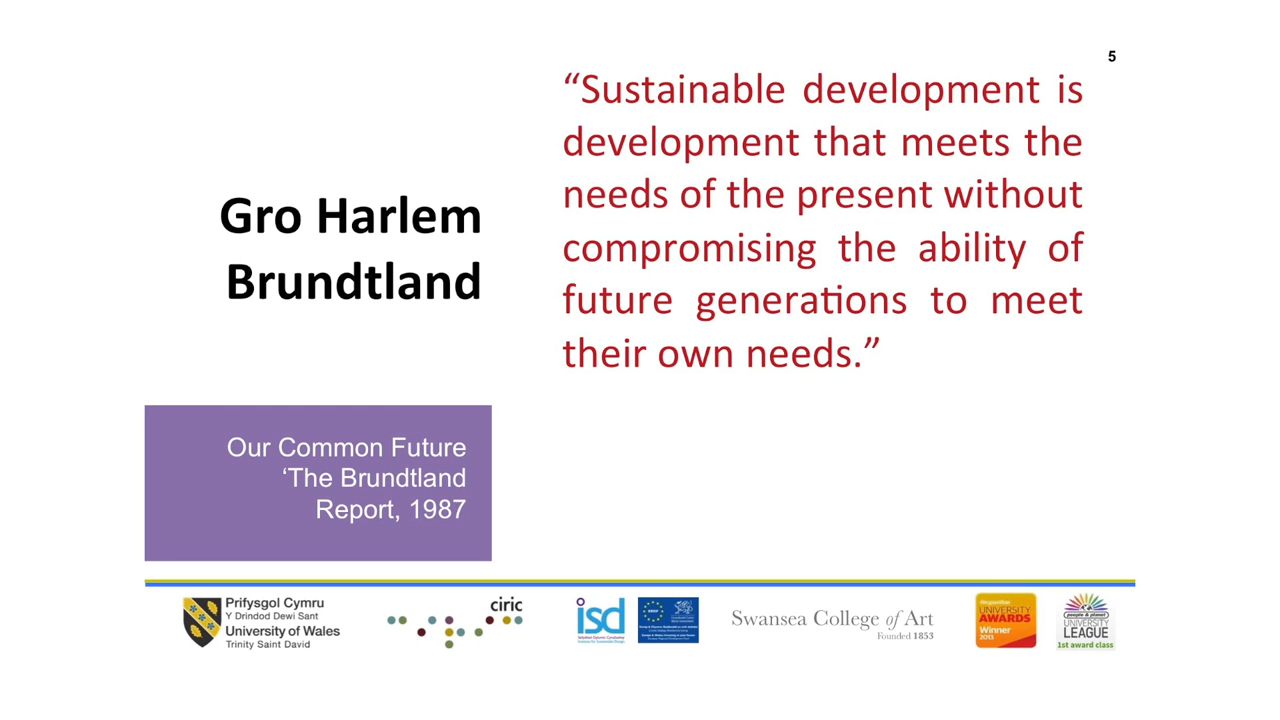 5
“Sustainable development is
development that meets the
needs of the present without
compromising the ability of
future generations to meet
their own needs.”
Gro Harlem
Brundtland
Our Common Future
‘The Brundtland
Report, 1987
Prifysgol Cymru
Y Drindod Dewi Sant
University of Wales
Trinity Saint David
ciric
isd
Swansea College of Art
Founded 1853
UNIVERSITY
AWARDS
Winner
2013
people & planet
UNIVERSITY
LEAGUE
1st award class